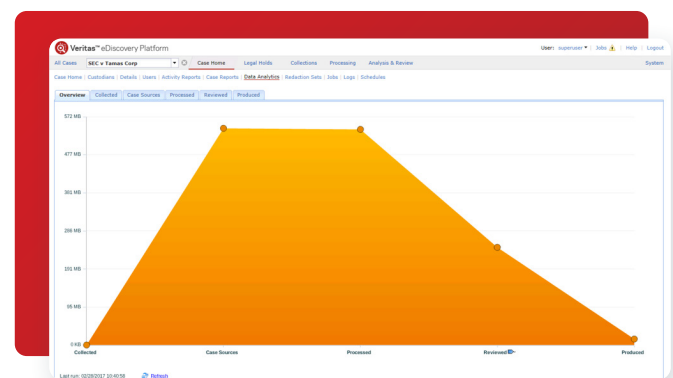 Veritas™ eDiscovery Platform
User: superuser | Jobs | Help | Logout
All Cases SEC v Tamas Corp Case Home Legal Holds Collections Processing Analysis & Review System
Case Home | Custodians | Details | Users | Activity Reports | Case Reports | Data Analytics | Redaction Sets | Jobs | Logs | Schedules
Overview Collected Case Sources Processed Reviewed Produced
572 MB
477 MB
381 MB
286 MB
191 MB
95 MB
0 KB
Collected Case Sources Processed Reviewed Produced
Last run: 02/28/2017 10:40:58 Refresh